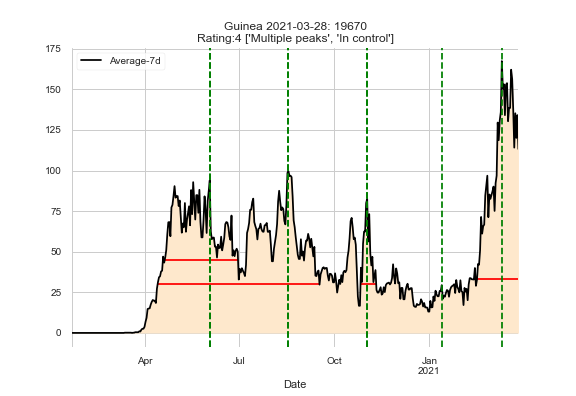 Guinea 2021-03-28: 19670
Rating:4 ['Multiple peaks', 'In control']
175
Average-7d
150
125
100
75
50
25
0
Apr
Jul
Oct
Jan
2021
Date